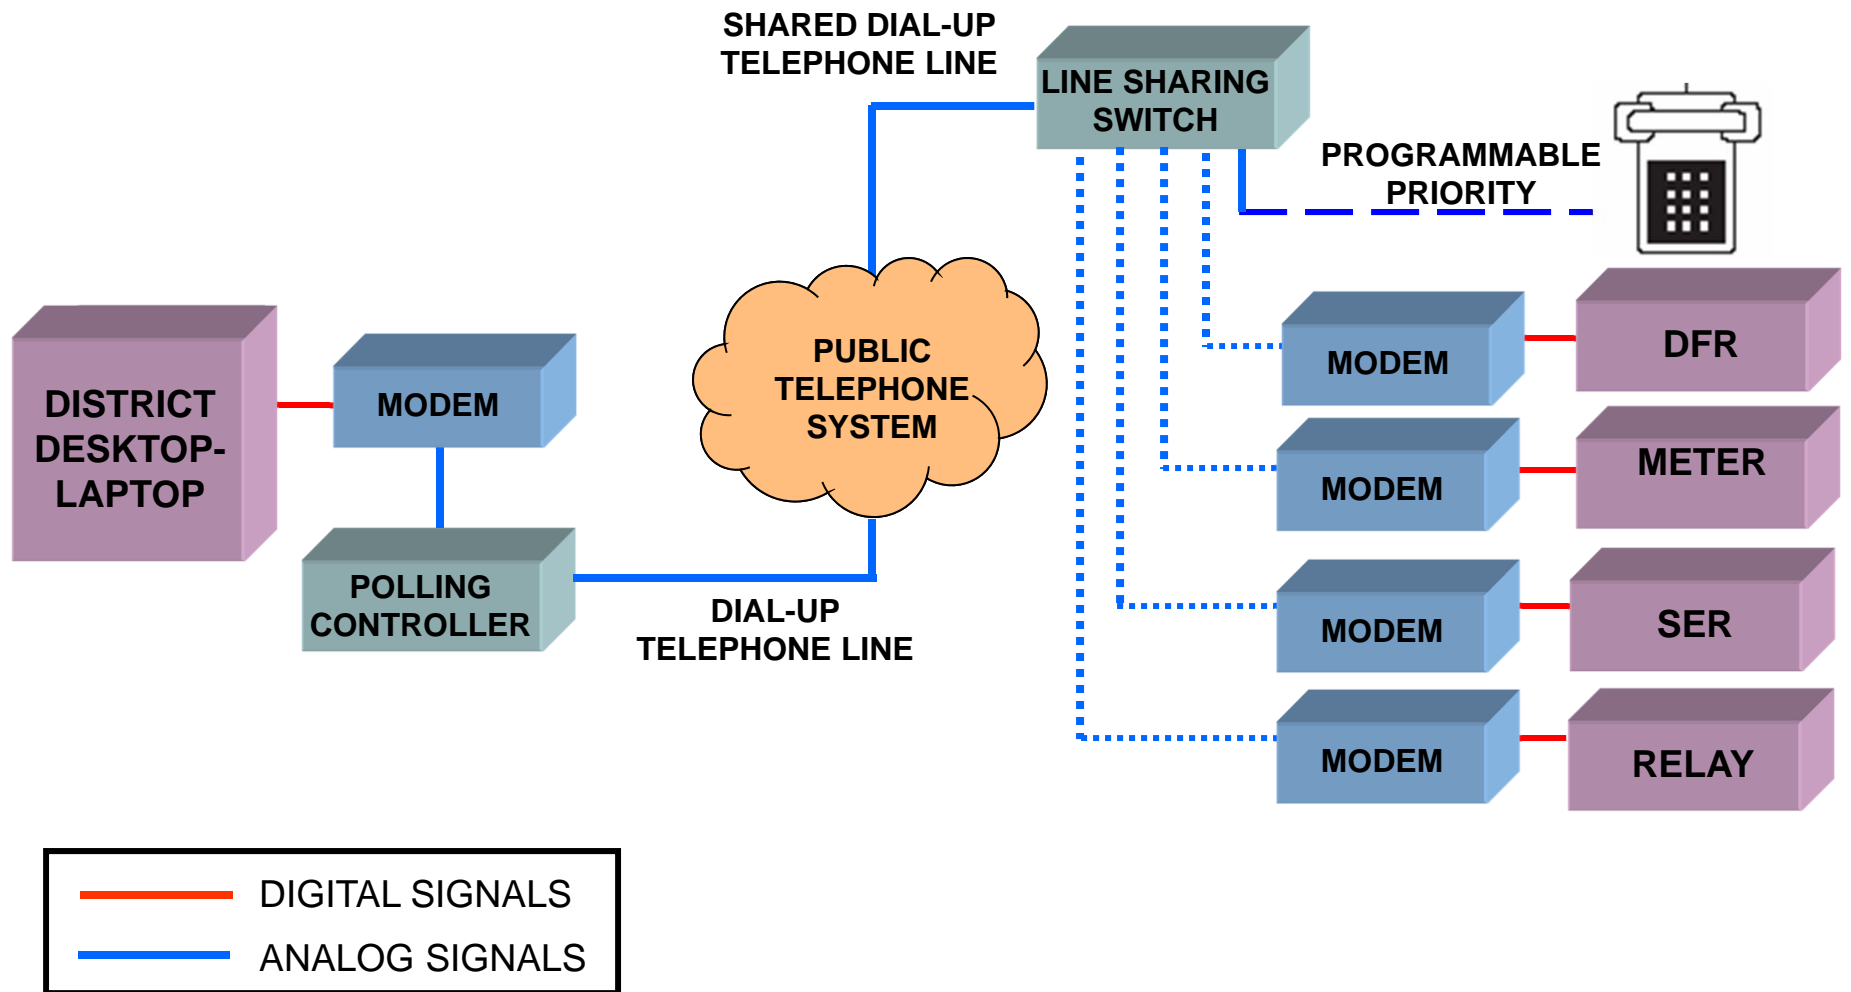 SHARED DIAL-UP
TELEPHONE LINE
LINE SHARING
SWITCH
PROGRAMMABLE
PRIORITY
DISTRICT
DESKTOP-
LAPTOP
MODEM
POLLING
CONTROLLER
PUBLIC
TELEPHONE
SYSTEM
DIAL-UP
TELEPHONE LINE
MODEM
DFR
MODEM
METER
MODEM
SER
MODEM
RELAY
DIGITAL SIGNALS
ANALOG SIGNALS